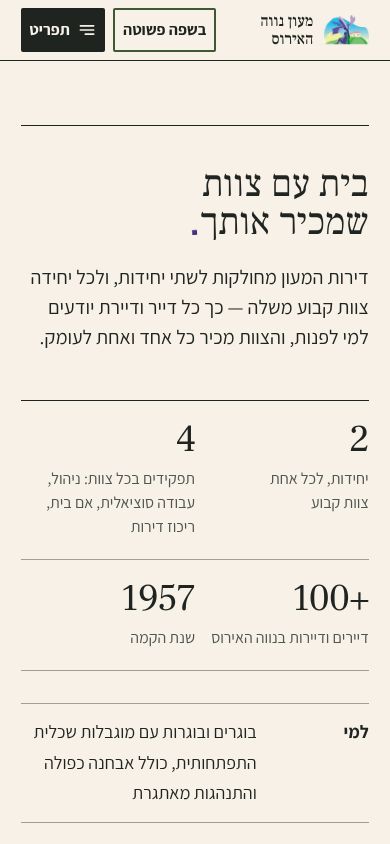 מעון נווה
האירוס
בשפה פשוטה
תפריט
בית עם צוות
שמכיר אותך.
דירות המעון מחולקות לשתי יחידות, ולכל יחידה
צוות קבוע משלה — כך כל דייר ודיירת יודעים
למי לפנות, והצוות מכיר כל אחד ואחת לעומק.
2
יחידות, לכל אחת
צוות קבוע
4
תפקידים בכל צוות: ניהול,
עבודה סוציאלית, אם בית,
ריכוז דירות
100+
דיירים ודיירות בנווה האירוס
1957
שנת הקמה
למי
בוגרים ובוגרות עם מוגבלות שכלית
התפתחותית, כולל אבחנה כפולה
והתנהגות מאתגרת